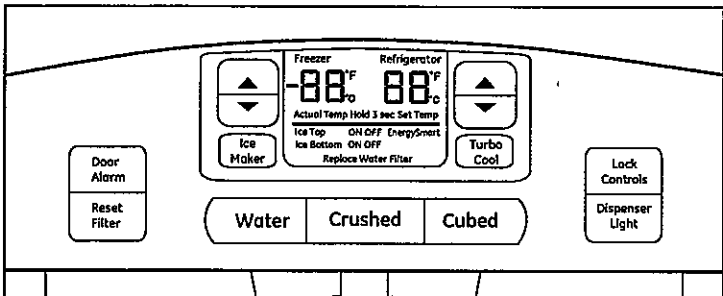 Freezer Refrigerator
-88°F 88°F
°C °C
Actual Temp Hold 3 sec Set Temp
Ice Top ON OFF EnergySmart
Ice Bottom ON OFF
Replace Water Filter
Ice
Maker
Turbo
Cool
Door
Alarm
Reset
Filter
Water Crushed Cubed
Lock
Controls
Dispenser
Light